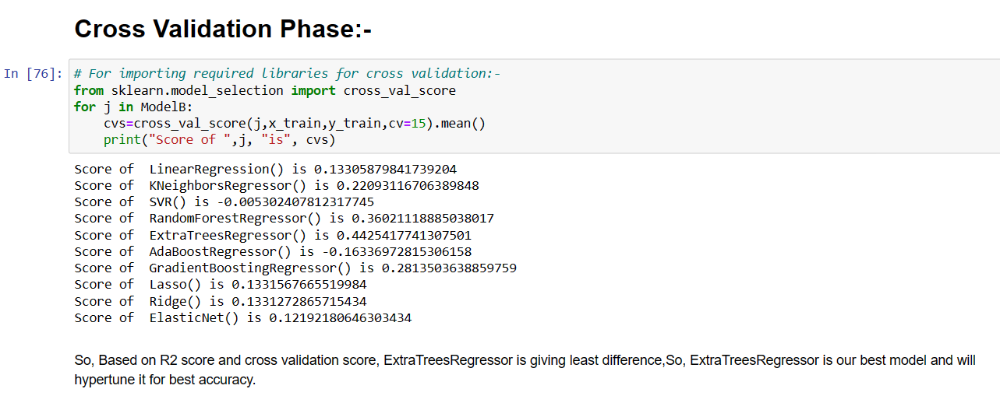 Cross Validation Phase:-
In [76]: # For importing required libraries for cross validation:-
from sklearn.model_selection import cross_val_score
for j in ModelB:
    cvs=cross_val_score(j,x_train,y_train,cv=15).mean()
    print("Score of ",j, "is", cvs)
Score of  LinearRegression() is 0.13305879841739204
Score of  KNeighborsRegressor() is 0.22093116706389848
Score of  SVR() is -0.005302407812317745
Score of  RandomForestRegressor() is 0.36021118885038017
Score of  ExtraTreesRegressor() is 0.4425417741307501
Score of  AdaBoostRegressor() is -0.16336972815306158
Score of  GradientBoostingRegressor() is 0.2813503638859759
Score of  Lasso() is 0.1331567665519984
Score of  Ridge() is 0.1331272865715434
Score of  ElasticNet() is 0.12192180646303434
So, Based on R2 score and cross validation score, ExtraTreesRegressor is giving least difference,So, ExtraTreesRegressor is our best model and will
hypertune it for best accuracy.